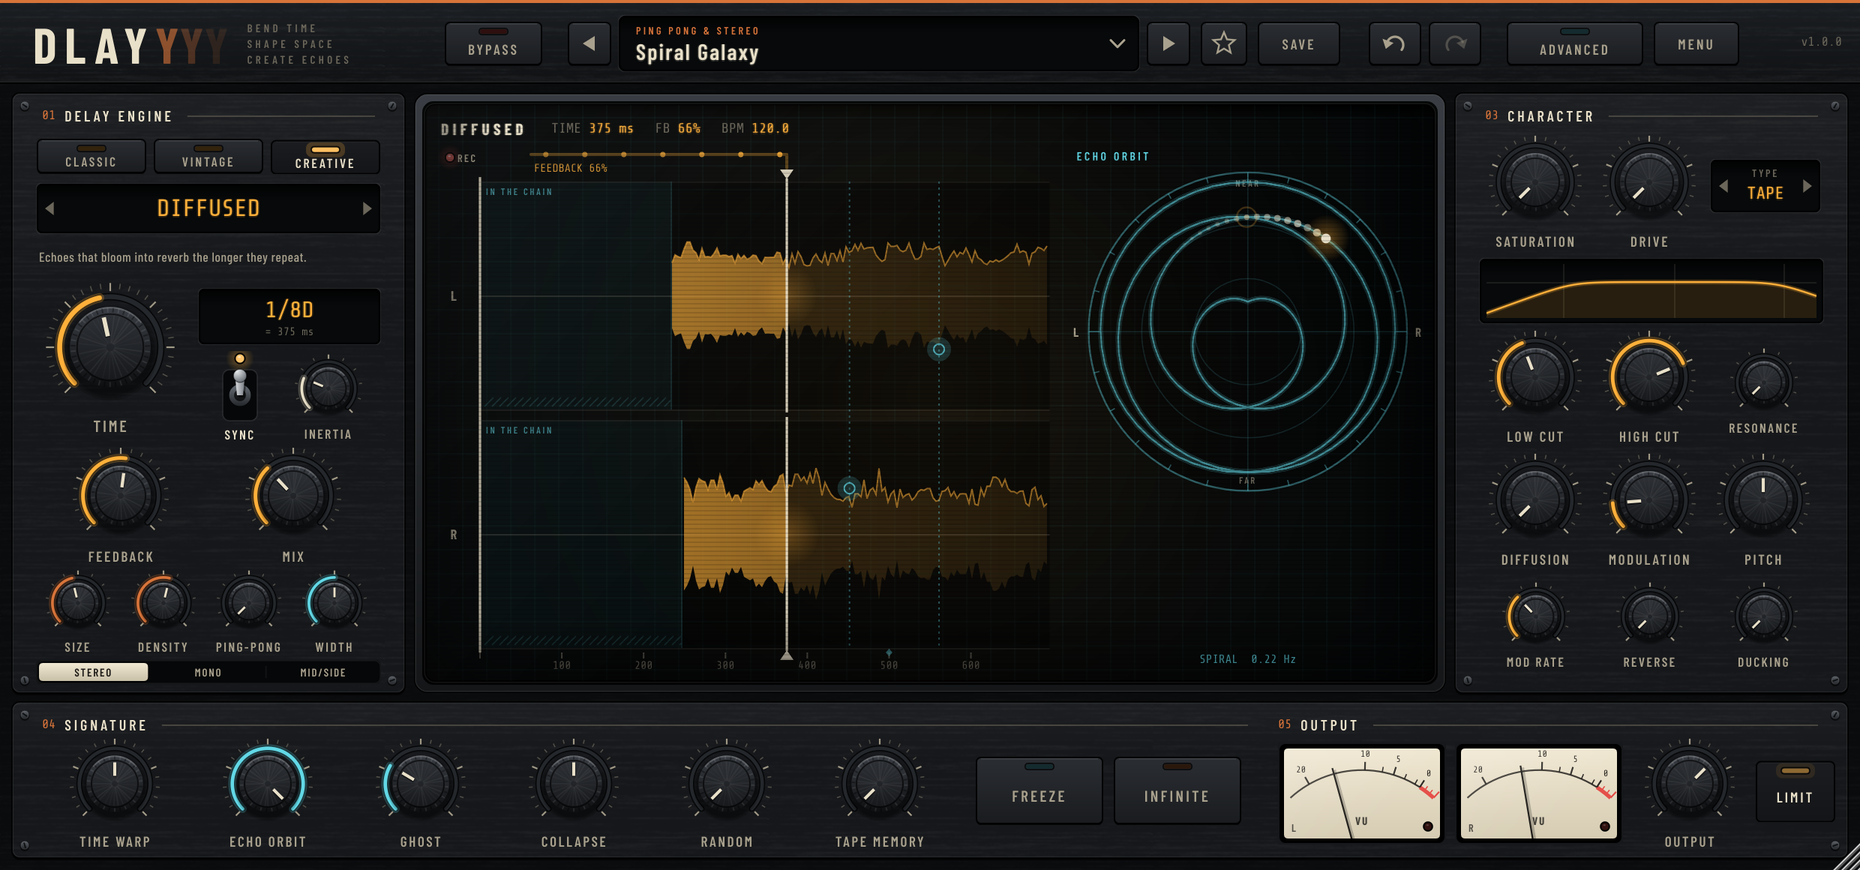 DLAYYYY
BEND TIME
SHAPE SPACE
CREATE ECHOES
BYPASS
PING PONG & STEREO
Spiral Galaxy
SAVE
ADVANCED
MENU
v1.0.0
01 DELAY ENGINE
CLASSIC
VINTAGE
CREATIVE
DIFFUSED
Echoes that bloom into reverb the longer they repeat.
1/8D
= 375 ms
TIME
SYNC
INERTIA
FEEDBACK
MIX
SIZE
DENSITY
PING-PONG
WIDTH
STEREO
MONO
MID/SIDE
DIFFUSED TIME 375 ms FB 66% BPM 120.0
REC
FEEDBACK 66%
IN THE CHAIN
L
IN THE CHAIN
R
100 200 300 400 500 600
ECHO ORBIT
NEAR
L
R
FAR
SPIRAL 0.22 Hz
03 CHARACTER
TYPE
TAPE
SATURATION
DRIVE
LOW CUT
HIGH CUT
RESONANCE
DIFFUSION
MODULATION
PITCH
MOD RATE
REVERSE
DUCKING
04 SIGNATURE
TIME WARP
ECHO ORBIT
GHOST
COLLAPSE
RANDOM
TAPE MEMORY
FREEZE
INFINITE
05 OUTPUT
20 10 5 0
VU
L
20 10 5 0
VU
R
OUTPUT
LIMIT